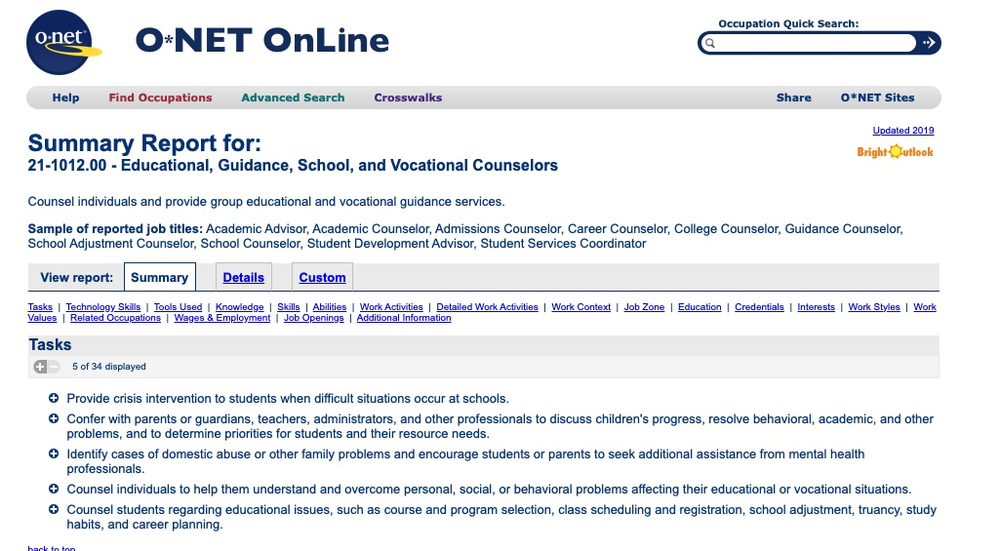 o·net
O*NET OnLine
Occupation Quick Search:
Help Find Occupations Advanced Search Crosswalks Share O*NET Sites
Updated 2019
Summary Report for:
21-1012.00 - Educational, Guidance, School, and Vocational Counselors
Bright Outlook
Counsel individuals and provide group educational and vocational guidance services.
Sample of reported job titles: Academic Advisor, Academic Counselor, Admissions Counselor, Career Counselor, College Counselor, Guidance Counselor,
School Adjustment Counselor, School Counselor, Student Development Advisor, Student Services Coordinator
View report: Summary Details Custom
Tasks | Technology Skills | Tools Used | Knowledge | Skills | Abilities | Work Activities | Detailed Work Activities | Work Context | Job Zone | Education | Credentials | Interests | Work Styles | Work
Values | Related Occupations | Wages & Employment | Job Openings | Additional Information
Tasks
5 of 34 displayed
Provide crisis intervention to students when difficult situations occur at schools.
Confer with parents or guardians, teachers, administrators, and other professionals to discuss children's progress, resolve behavioral, academic, and other
problems, and to determine priorities for students and their resource needs.
Identify cases of domestic abuse or other family problems and encourage students or parents to seek additional assistance from mental health
professionals.
Counsel individuals to help them understand and overcome personal, social, or behavioral problems affecting their educational or vocational situations.
Counsel students regarding educational issues, such as course and program selection, class scheduling and registration, school adjustment, truancy, study
habits, and career planning.
back to top